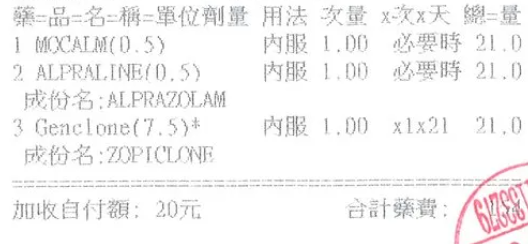 藥=品=名=稱=單位劑量 用法 次量 x次x天 總=量
1 MOCALM(0.5) 內服 1.00 必要時 21.0
2 ALPRALINE(0.5) 內服 1.00 必要時 21.0
成份名:ALPRAZOLAM
3 Genclone(7.5)* 內服 1.00 x1x21 21.0
成份名:ZOPICLONE
加收自付額: 20元 合計藥費: